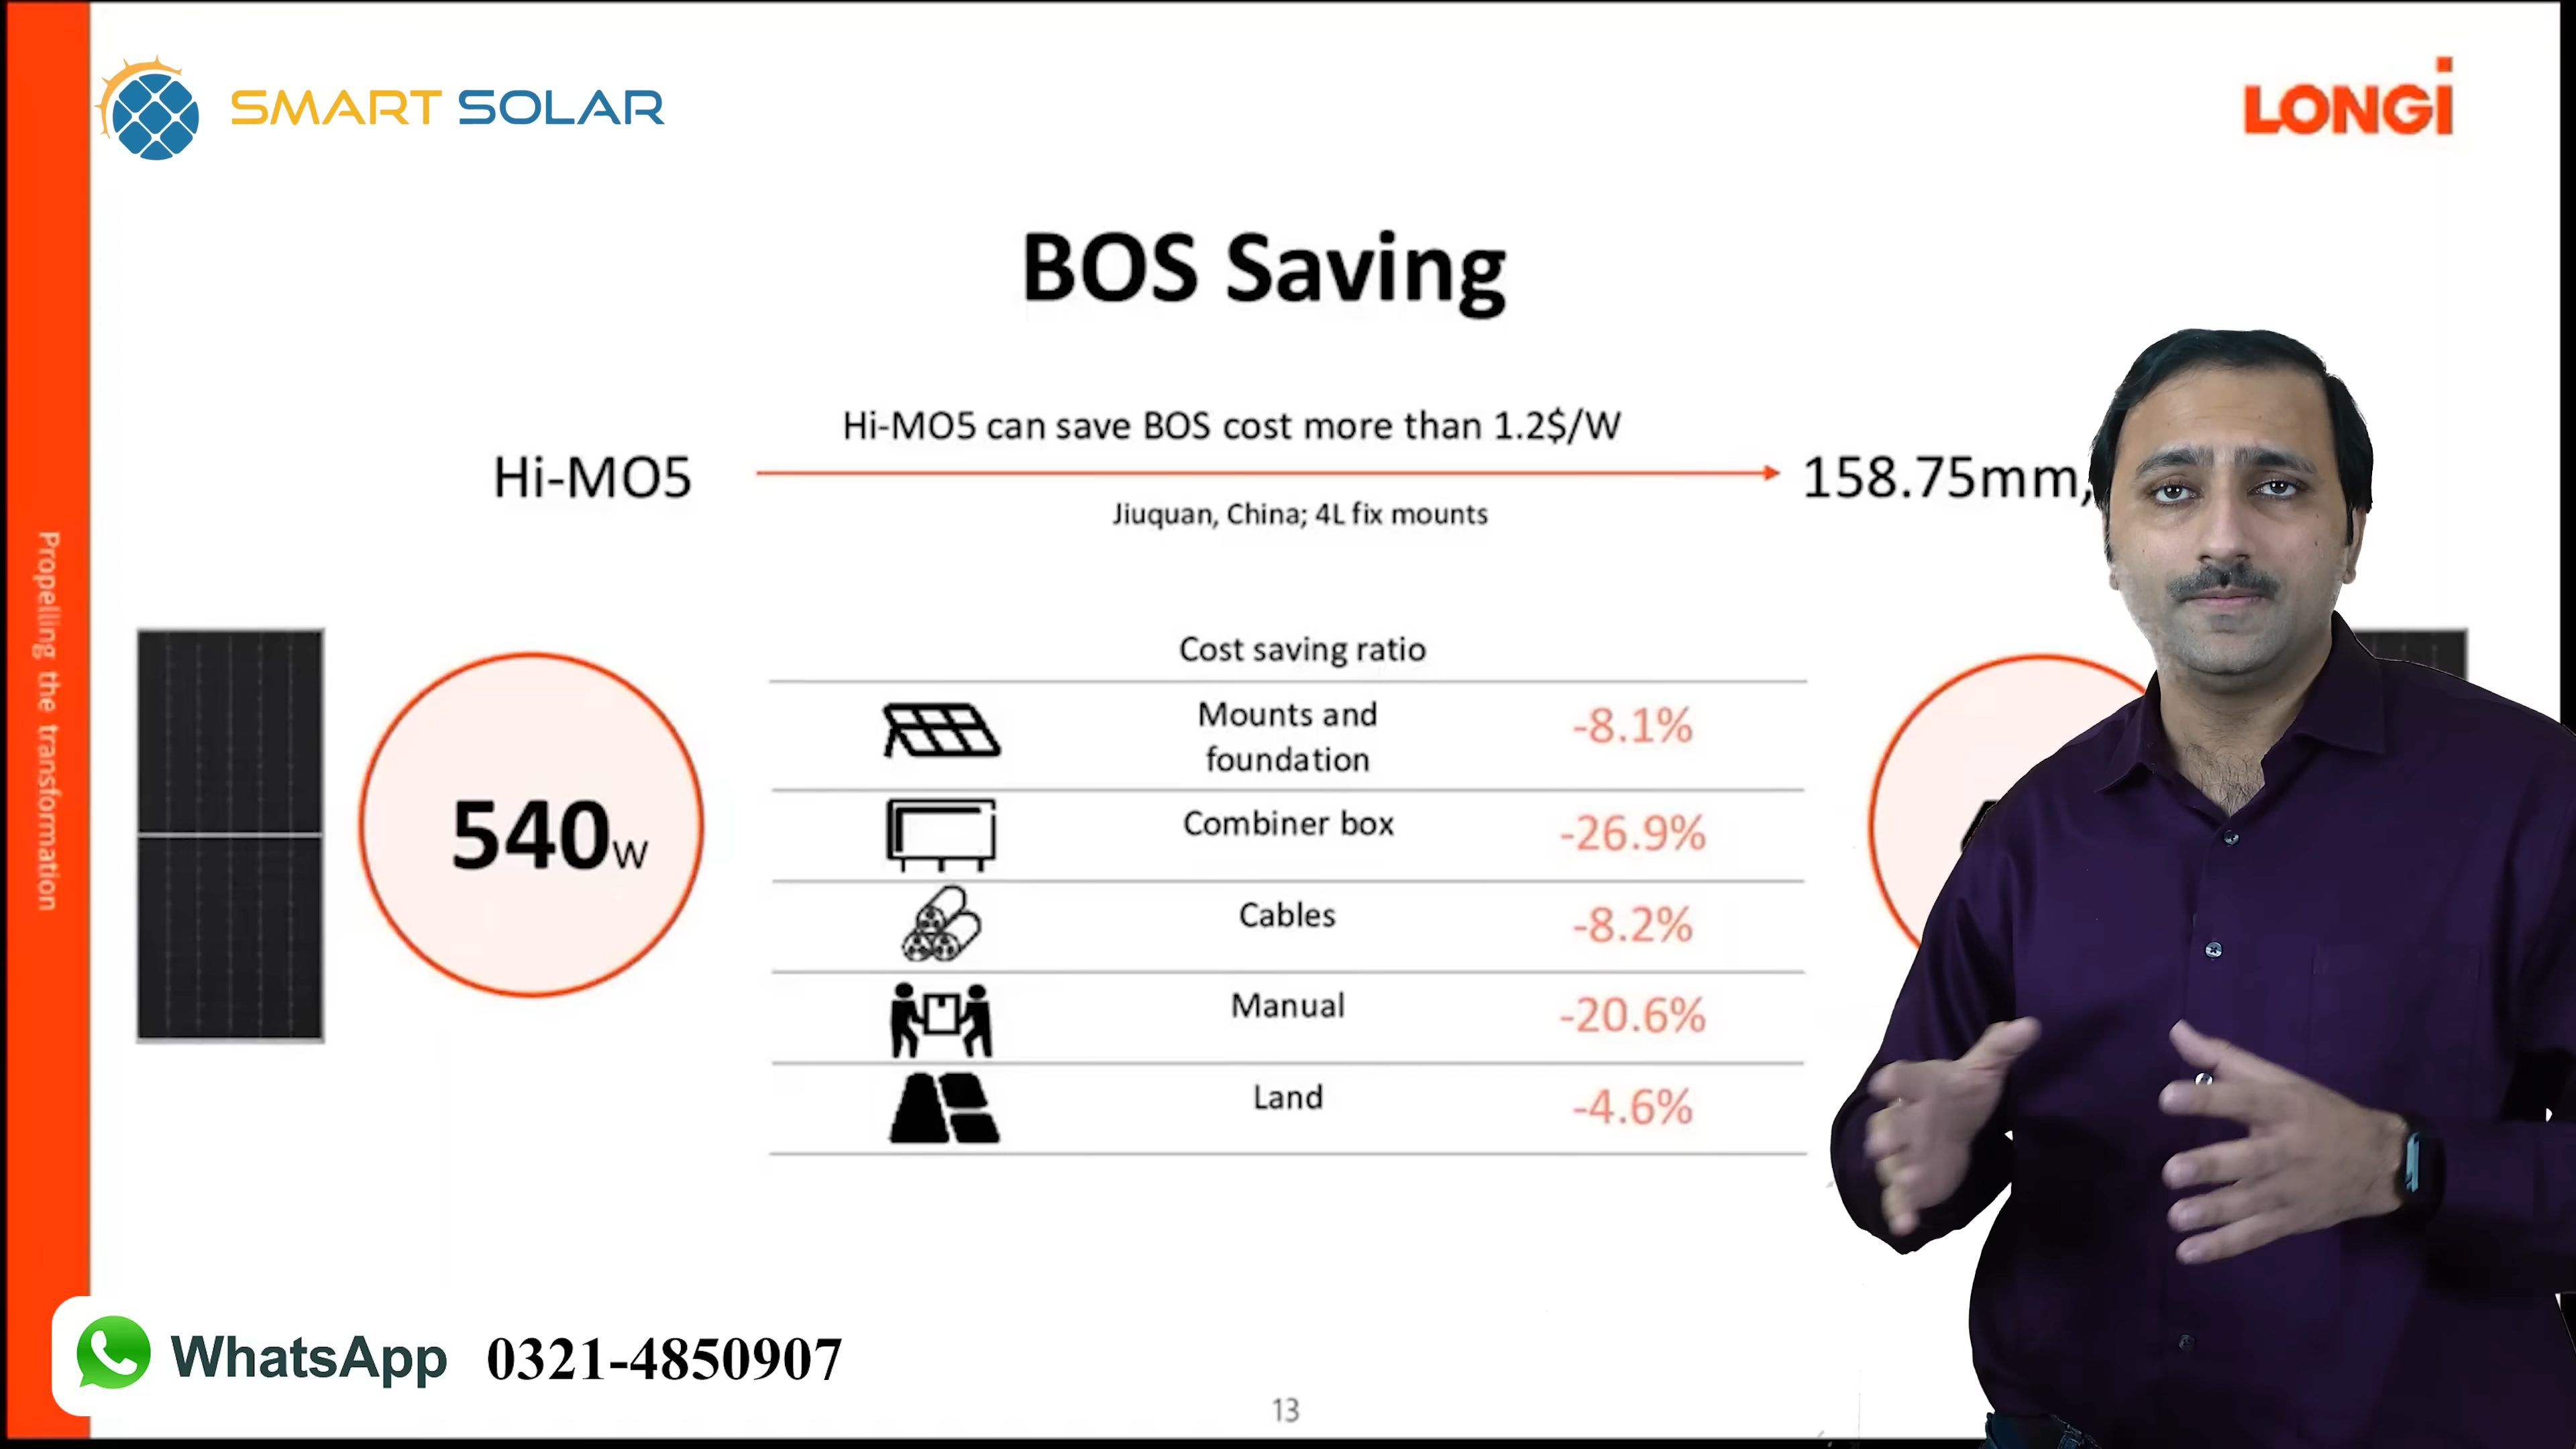 SMART SOLAR
LONGi
BOS Saving
Hi-MO5 can save BOS cost more than 1.2$/W
Hi-MO5
158.75mm,
Jiuquan, China; 4L fix mounts
Propelling the transformation
540W
Cost saving ratio
Mounts and
foundation
-8.1%
Combiner box
-26.9%
Cables
-8.2%
Manual
-20.6%
Land
-4.6%
WhatsApp 0321-4850907
13